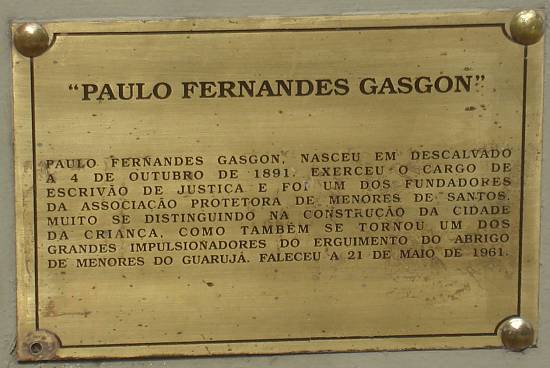 “PAULO FERNANDES GASGON”
PAULO FERNANDES GASGON, NASCEU EM DESCALVADO
A 4 DE OUTUBRO DE 1891. EXERCEU O CARGO DE
ESCRIVÃO DE JUSTIÇA E FOI UM DOS FUNDADORES
DA ASSOCIAÇÃO PROTETORA DE MENORES DE SANTOS,
MUITO SE DISTINGUINDO NA CONSTRUÇÃO DA CIDADE
DA CRIANÇA, COMO TAMBÉM SE TORNOU UM DOS
GRANDES IMPULSIONADORES DO ERGUIMENTO DO ABRIGO
DE MENORES DO GUARUJÁ. FALECEU A 21 DE MAIO DE 1961.